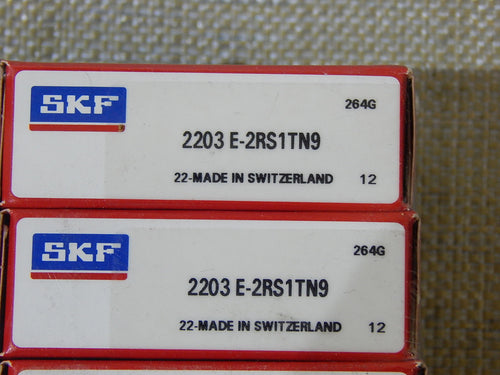 SKF
264G
2203 E-2RS1TN9
22-MADE IN SWITZERLAND 12
SKF
264G
2203 E-2RS1TN9
22-MADE IN SWITZERLAND 12